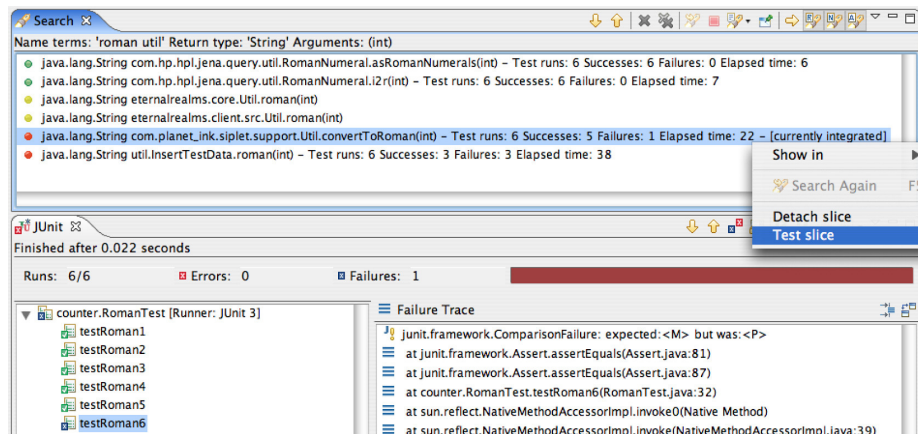 Search
Name terms: 'roman util' Return type: 'String' Arguments: (int)
java.lang.String com.hp.hpl.jena.query.util.RomanNumeral.asRomanNumerals(int) – Test runs: 6 Successes: 6 Failures: 0 Elapsed time: 6
java.lang.String com.hp.hpl.jena.query.util.RomanNumeral.i2r(int) – Test runs: 6 Successes: 6 Failures: 0 Elapsed time: 7
java.lang.String eternalrealms.core.Util.roman(int)
java.lang.String eternalrealms.client.src.Util.roman(int)
java.lang.String com.planet_ink.siplet.support.Util.convertToRoman(int) – Test runs: 6 Successes: 5 Failures: 1 Elapsed time: 22 – [currently integrated]
java.lang.String util.InsertTestData.roman(int) – Test runs: 6 Successes: 3 Failures: 3 Elapsed time: 38
Show in
Search Again
Detach slice
Test slice
JUnit
Finished after 0.022 seconds
Runs: 6/6 Errors: 0 Failures: 1
counter.RomanTest [Runner: JUnit 3]
testRoman1
testRoman2
testRoman3
testRoman4
testRoman5
testRoman6
Failure Trace
junit.framework.ComparisonFailure: expected:<M> but was:<P>
at junit.framework.Assert.assertEquals(Assert.java:81)
at junit.framework.Assert.assertEquals(Assert.java:87)
at counter.RomanTest.testRoman6(RomanTest.java:32)
at sun.reflect.NativeMethodAccessorImpl.invoke0(Native Method)
at sun.reflect.NativeMethodAccessorImpl.invoke(NativeMethodAccessorImpl.java:39)